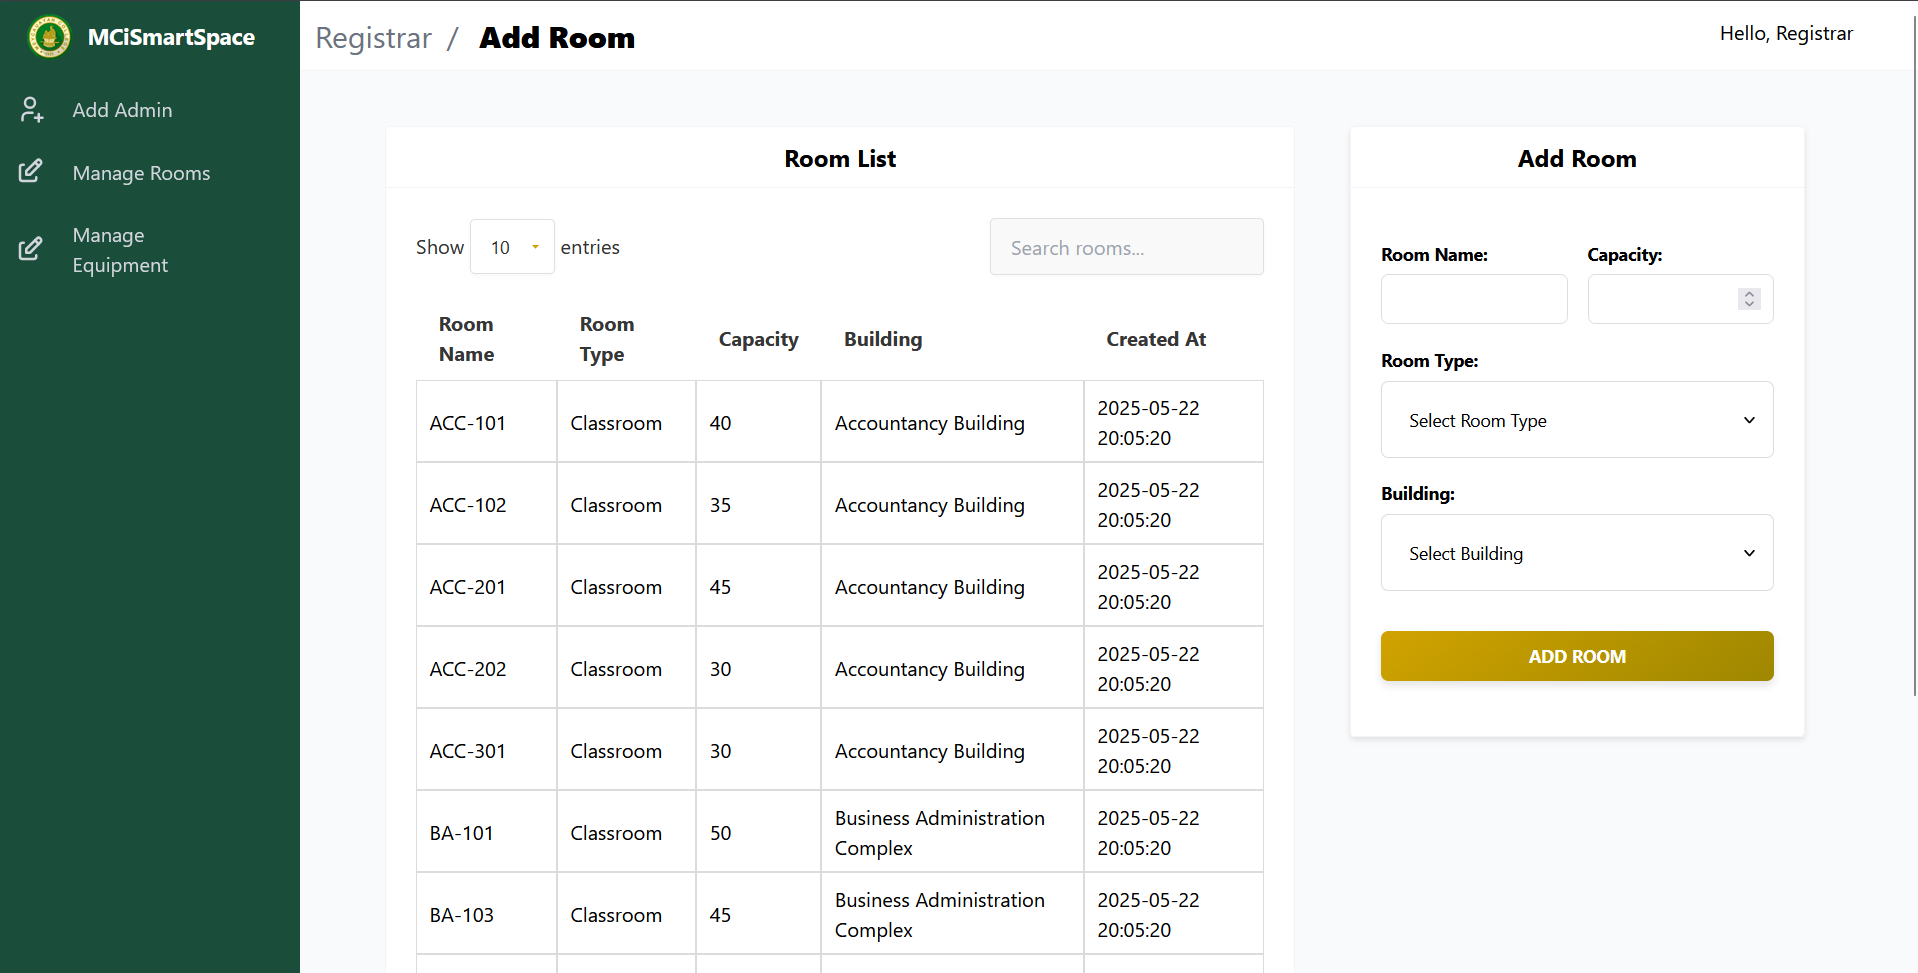 MCiSmartSpace
Add Admin
Manage Rooms
Manage
Equipment
Registrar / Add Room
Hello, Registrar
Room List
Show 10 entries
Search rooms...
Room
Name
Room
Type
Capacity
Building
Created At
ACC-101 Classroom 40 Accountancy Building 2025-05-22
20:05:20
ACC-102 Classroom 35 Accountancy Building 2025-05-22
20:05:20
ACC-201 Classroom 45 Accountancy Building 2025-05-22
20:05:20
ACC-202 Classroom 30 Accountancy Building 2025-05-22
20:05:20
ACC-301 Classroom 30 Accountancy Building 2025-05-22
20:05:20
BA-101 Classroom 50 Business Administration
Complex
2025-05-22
20:05:20
BA-103 Classroom 45 Business Administration
Complex
2025-05-22
20:05:20
Add Room
Room Name:
Capacity:
Room Type:
Select Room Type
Building:
Select Building
ADD ROOM